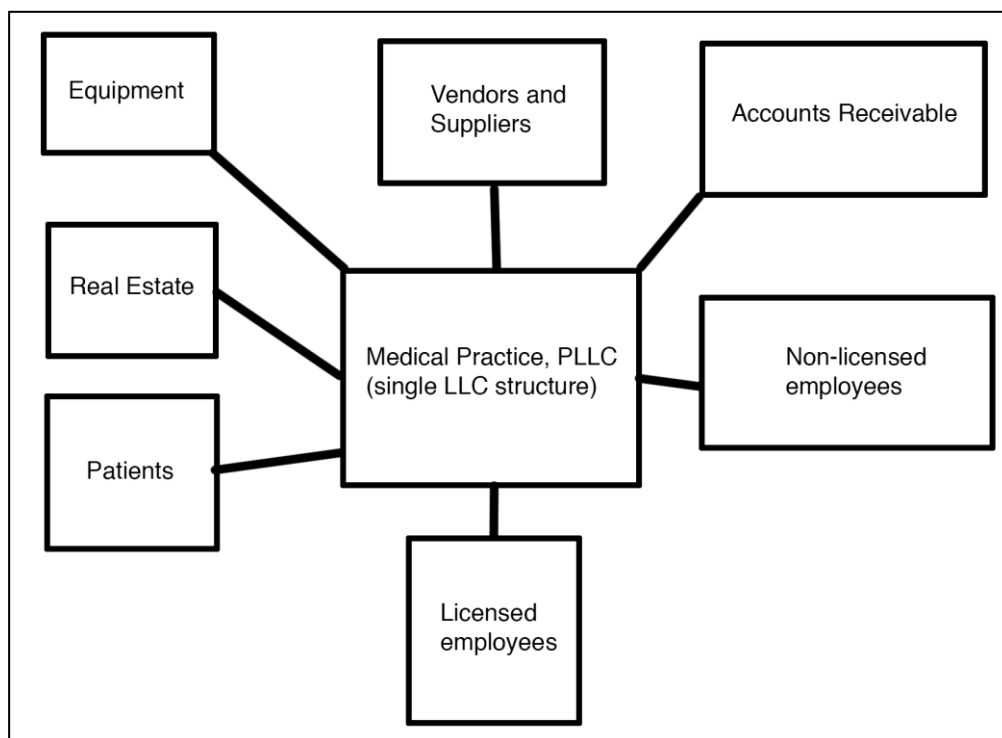 Equipment
Vendors and
Suppliers
Accounts Receivable
Real Estate
Medical Practice, PLLC
(single LLC structure)
Non-licensed
employees
Patients
Licensed
employees